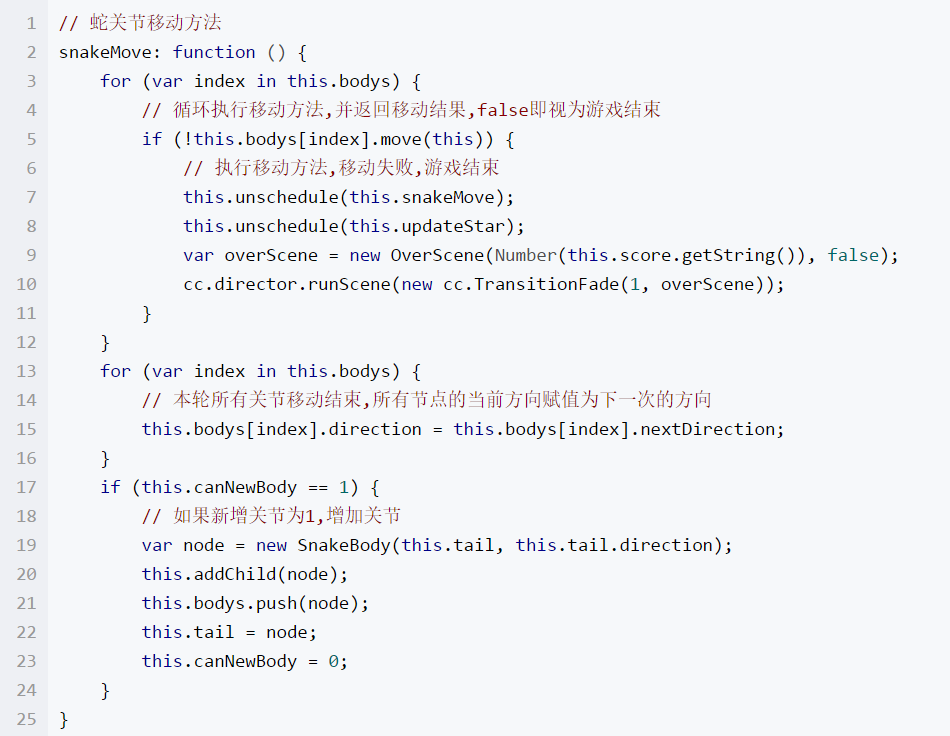 1 // 蛇关节移动方法
2 snakeMove: function () {
3     for (var index in this.bodys) {
4         // 循环执行移动方法,并返回移动结果,false即视为游戏结束
5         if (!this.bodys[index].move(this)) {
6             // 执行移动方法,移动失败,游戏结束
7             this.unschedule(this.snakeMove);
8             this.unschedule(this.updateStar);
9             var overScene = new OverScene(Number(this.score.getString()), false);
10             cc.director.runScene(new cc.TransitionFade(1, overScene));
11         }
12     }
13     for (var index in this.bodys) {
14         // 本轮所有关节移动结束,所有节点的当前方向赋值为下一次的方向
15         this.bodys[index].direction = this.bodys[index].nextDirection;
16     }
17     if (this.canNewBody == 1) {
18         // 如果新增关节为1,增加关节
19         var node = new SnakeBody(this.tail, this.tail.direction);
20         this.addChild(node);
21         this.bodys.push(node);
22         this.tail = node;
23         this.canNewBody = 0;
24     }
25 }